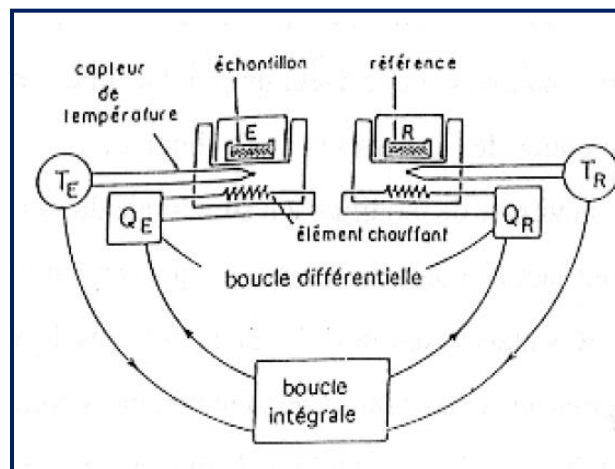 capteur
de
température
échantillon
référence
E
R
T_E
T_R
Q_E
Q_R
élément chauffant
boucle différentielle
boucle
intégrale